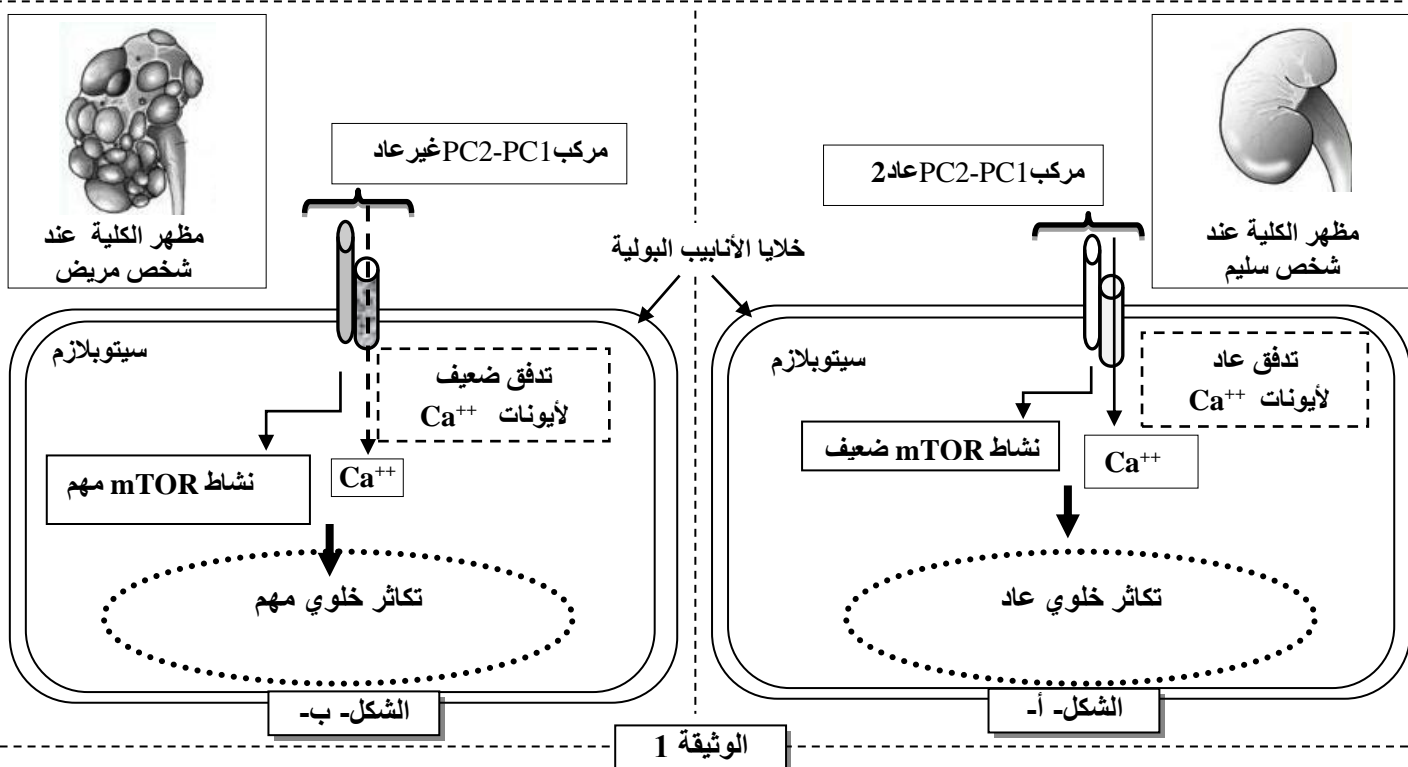 مركب PC2-PC1 عاد2
مظهر الكلية عند
شخص سليم
خلايا الأنابيب البولية
سيتوبلازم
تدفق عاد
لأيونات Ca++
نشاط mTOR ضعيف
Ca++
تكاثر خلوي عاد
الشكل- أ-
مركب PC2-PC1 غير عاد
مظهر الكلية عند
شخص مريض
سيتوبلازم
تدفق ضعيف
لأيونات Ca++
نشاط mTOR مهم
Ca++
تكاثر خلوي مهم
الشكل- ب-
الوثيقة 1